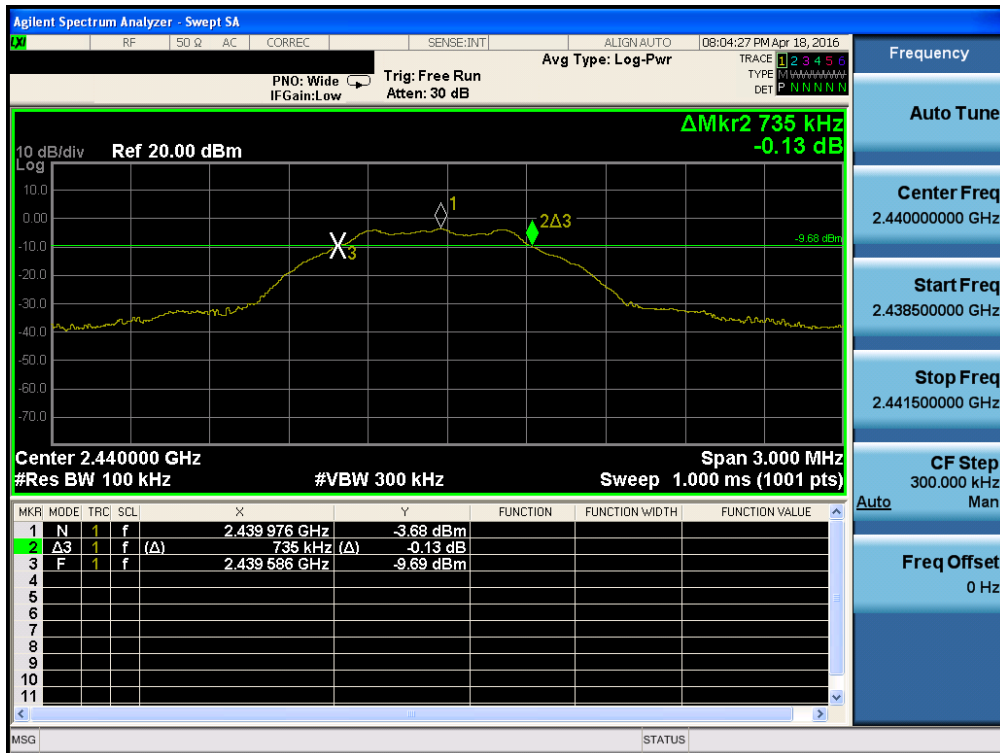 Agilent Spectrum Analyzer - Swept SA
LXI RF 50 Ω AC CORREC SENSE:INT ALIGN AUTO 08:04:27 PM Apr 18, 2016
Frequency
Avg Type: Log-Pwr
TRACE 1 2 3 4 5 6
PNO: Wide Trig: Free Run
TYPE M W W W W W
IFGain:Low Atten: 30 dB
DET P N N N N N
Auto Tune
ΔMkr2 735 kHz
-0.13 dB
10 dB/div Ref 20.00 dBm
Log
10.0
0.00
-10.0
-20.0
-30.0
-40.0
-50.0
-60.0
-70.0
1
2Δ3
3
-9.68 dBm
Center Freq
2.440000000 GHz
Start Freq
2.438500000 GHz
Stop Freq
2.441500000 GHz
Center 2.440000 GHz Span 3.000 MHz
#Res BW 100 kHz #VBW 300 kHz Sweep 1.000 ms (1001 pts)
CF Step
300.000 kHz
Auto Man
MKR MODE TRC SCL X Y FUNCTION FUNCTION WIDTH FUNCTION VALUE
1 N 1 f 2.439 976 GHz -3.68 dBm
2 Δ3 1 f (Δ) 735 kHz (Δ) -0.13 dB
3 F 1 f 2.439 586 GHz -9.69 dBm
4
5
6
7
8
9
10
11
Freq Offset
0 Hz
MSG STATUS